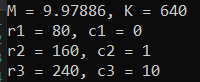 M = 9.97886, K = 640
r1 = 80, c1 = 0
r2 = 160, c2 = 1
r3 = 240, c3 = 10